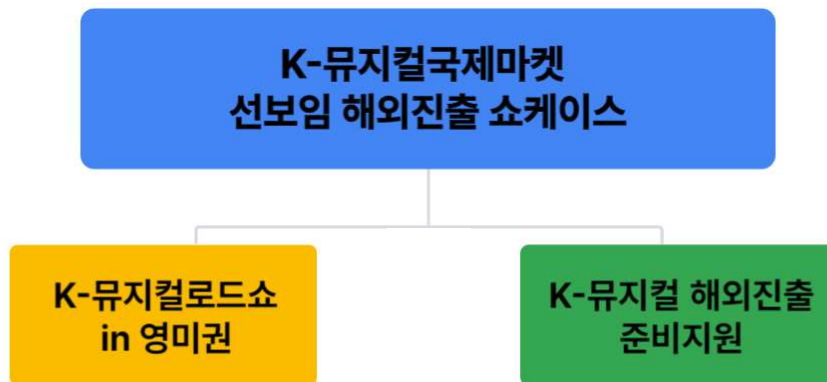 K-뮤지컬국제마켓
선보임 해외진출 쇼케이스
K-뮤지컬로드쇼
in 영미권
K-뮤지컬 해외진출
준비지원